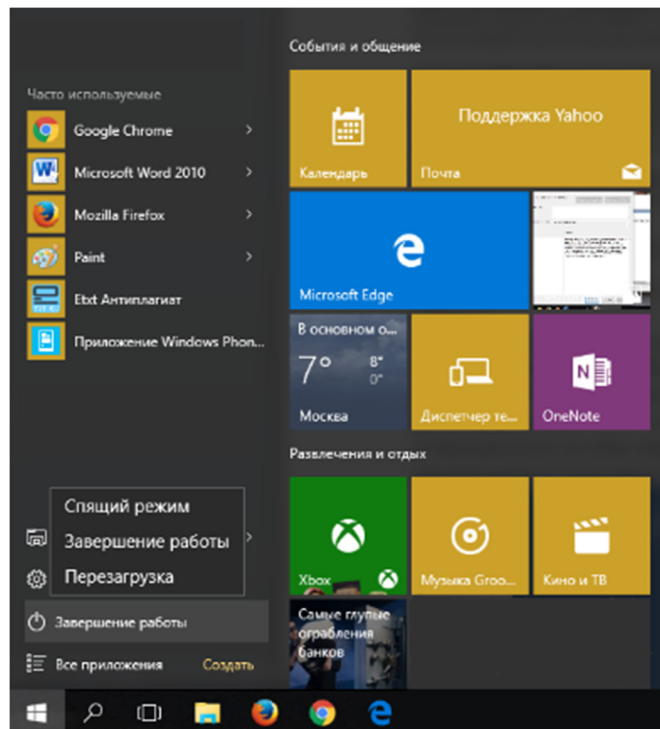 Часто используемые
Google Chrome
Microsoft Word 2010
Mozilla Firefox
Paint
Etxt Антиплагиат
Приложение Windows Phon...
Спящий режим
Завершение работы
Перезагрузка
Завершение работы
Все приложения
Создать
События и общение
Календарь
Поддержка Yahoo
Почта
Microsoft Edge
В основном о...
7°
8°
0°
Москва
Диспетчер те...
OneNote
Развлечения и отдых
Xbox
Музыка Groo...
Кино и ТВ
Самые глупые
ограбления
банков